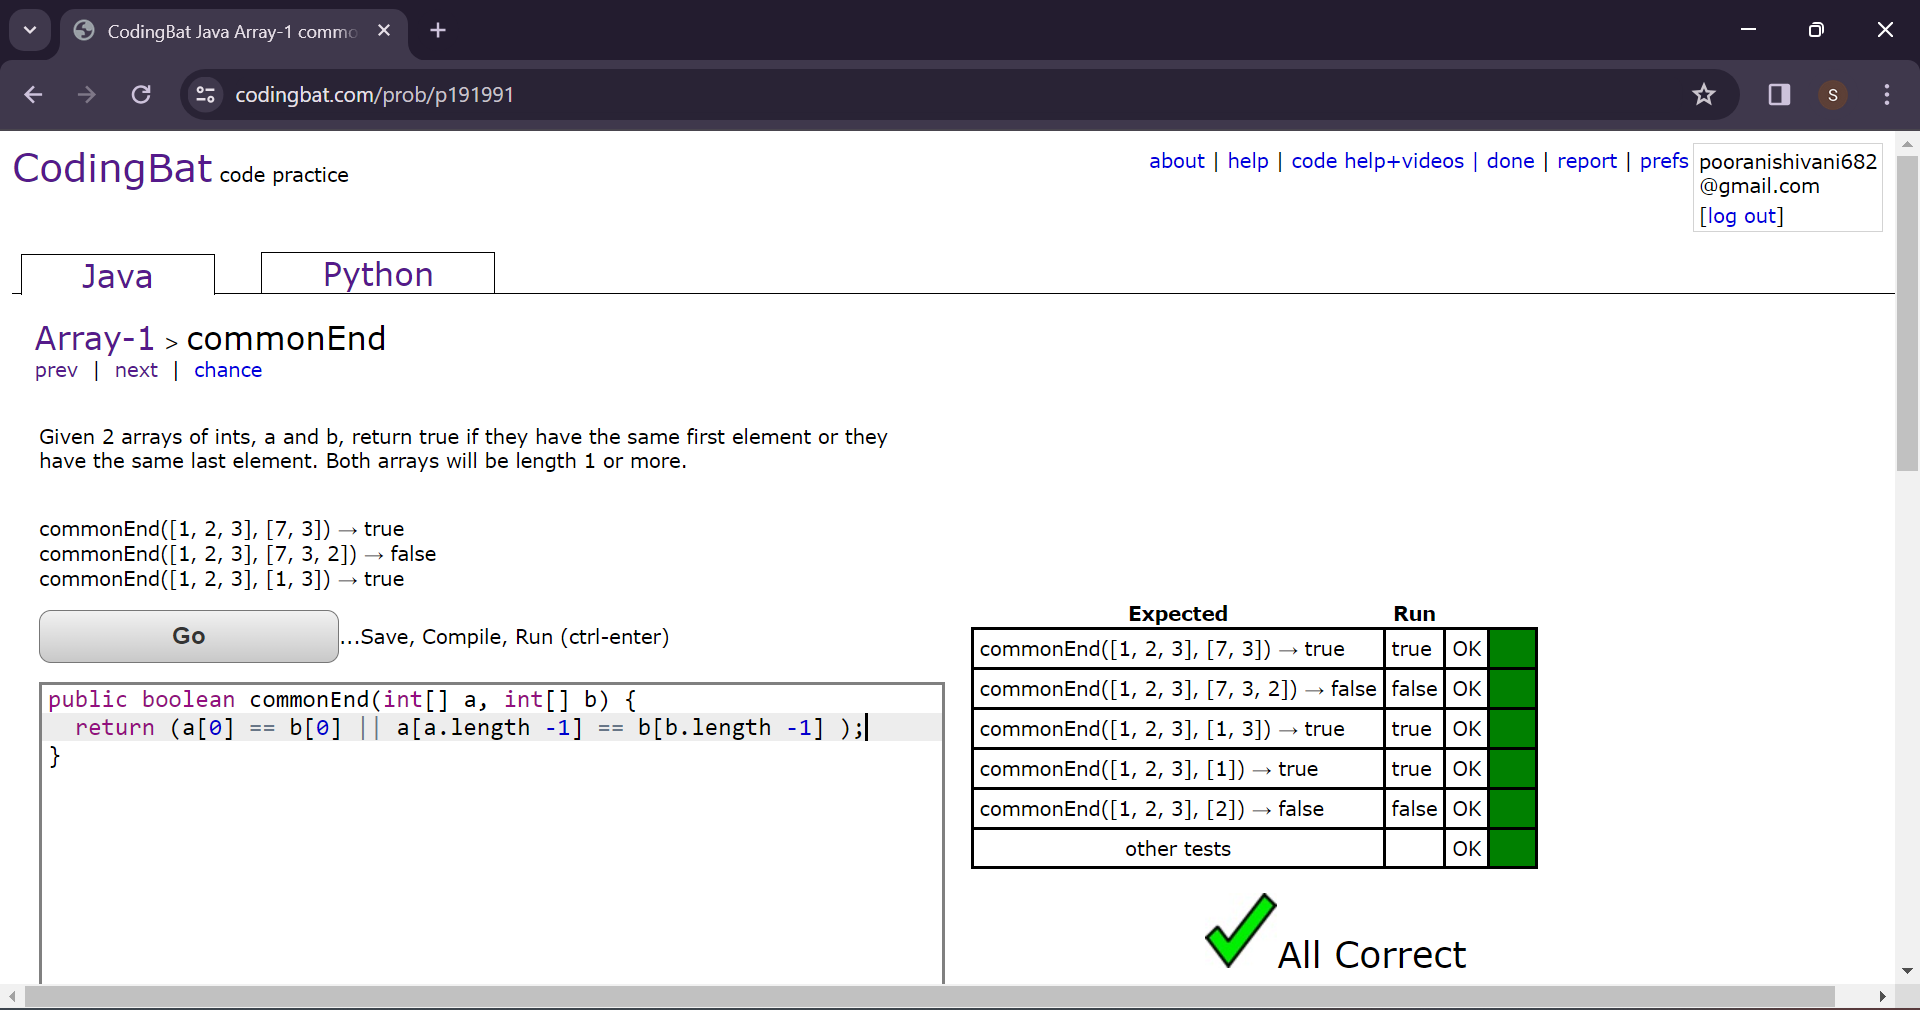 CodingBat Java Array-1 commo
codingbat.com/prob/p191991
S
CodingBat code practice
about | help | code help+videos | done | report | prefs
pooranishivani682
@gmail.com
[log out]
Java
Python
Array-1 > commonEnd
prev | next | chance
Given 2 arrays of ints, a and b, return true if they have the same first element or they
have the same last element. Both arrays will be length 1 or more.
commonEnd([1, 2, 3], [7, 3]) → true
commonEnd([1, 2, 3], [7, 3, 2]) → false
commonEnd([1, 2, 3], [1, 3]) → true
Go ...Save, Compile, Run (ctrl-enter)
public boolean commonEnd(int[] a, int[] b) {
  return (a[0] == b[0] || a[a.length -1] == b[b.length -1] );
}
Expected Run
commonEnd([1, 2, 3], [7, 3]) → true true OK
commonEnd([1, 2, 3], [7, 3, 2]) → false false OK
commonEnd([1, 2, 3], [1, 3]) → true true OK
commonEnd([1, 2, 3], [1]) → true true OK
commonEnd([1, 2, 3], [2]) → false false OK
other tests OK
All Correct